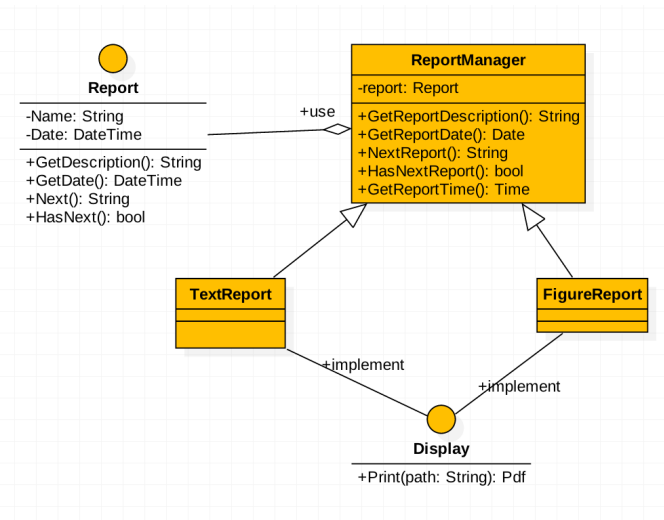 Report
-Name: String
-Date: DateTime
+GetDescription(): String
+GetDate(): DateTime
+Next(): String
+HasNext(): bool
+use
ReportManager
-report: Report
+GetReportDescription(): String
+GetReportDate(): Date
+NextReport(): String
+HasNextReport(): bool
+GetReportTime(): Time
TextReport
FigureReport
+implement
+implement
Display
+Print(path: String): Pdf